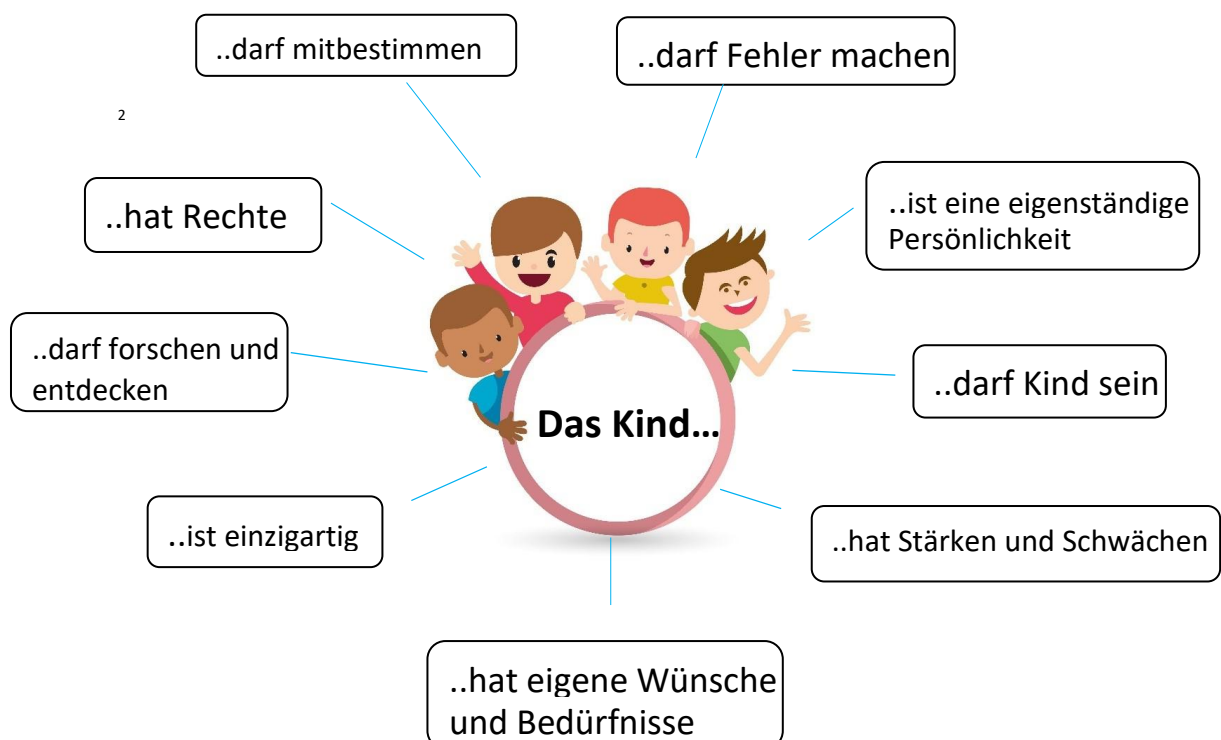 ..darf mitbestimmen
..darf Fehler machen
2
..hat Rechte
..ist eine eigenständige
Persönlichkeit
..darf forschen und
entdecken
..darf Kind sein
Das Kind…
..ist einzigartig
..hat Stärken und Schwächen
..hat eigene Wünsche
und Bedürfnisse